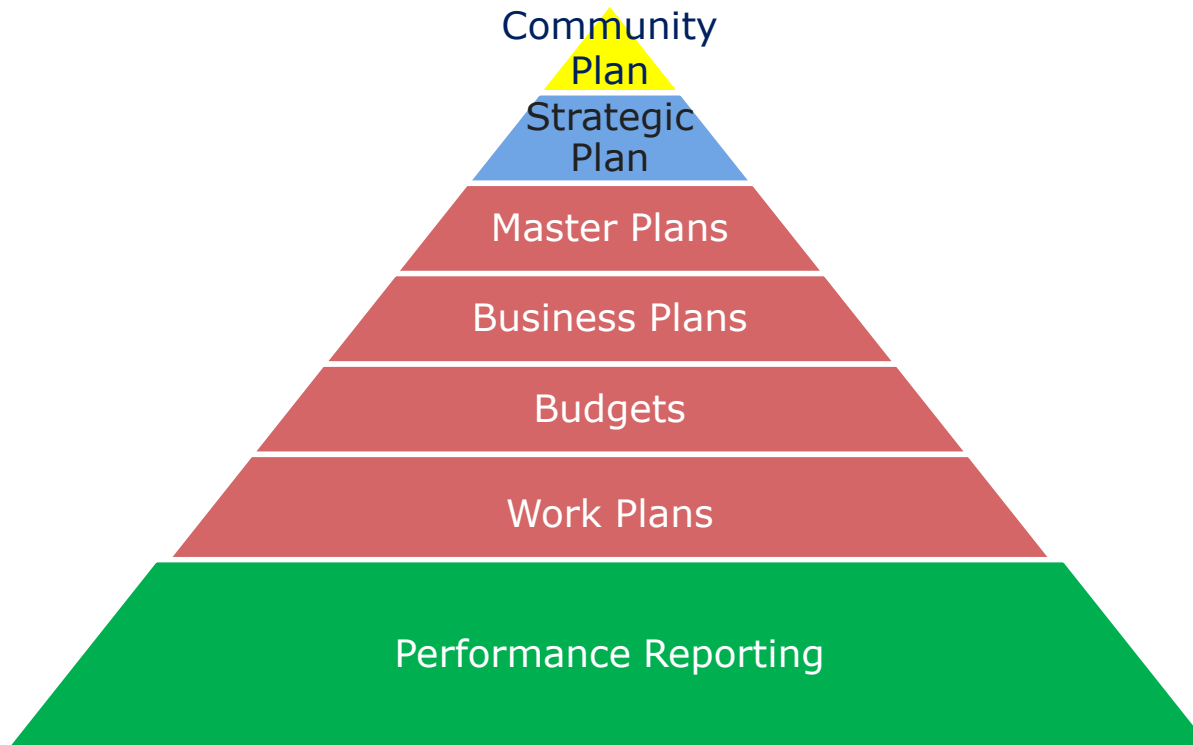 Community
Plan
Strategic
Plan
Master Plans
Business Plans
Budgets
Work Plans
Performance Reporting